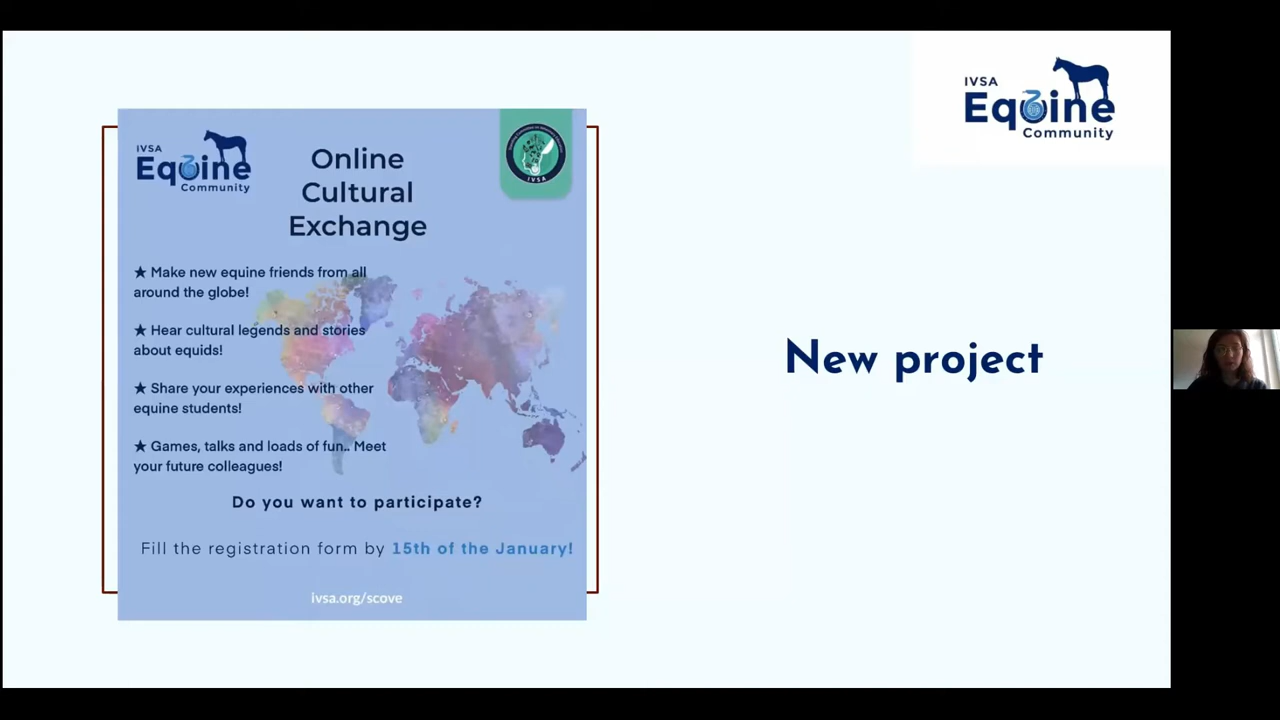 IVSA
Equine
Community
IVSA
Equine
Community
Online
Cultural
Exchange
IVSA
★ Make new equine friends from all
around the globe!
★ Hear cultural legends and stories
about equids!
★ Share your experiences with other
equine students!
★ Games, talks and loads of fun.. Meet
your future colleagues!
Do you want to participate?
Fill the registration form by 15th of the January!
ivsa.org/scove
New project